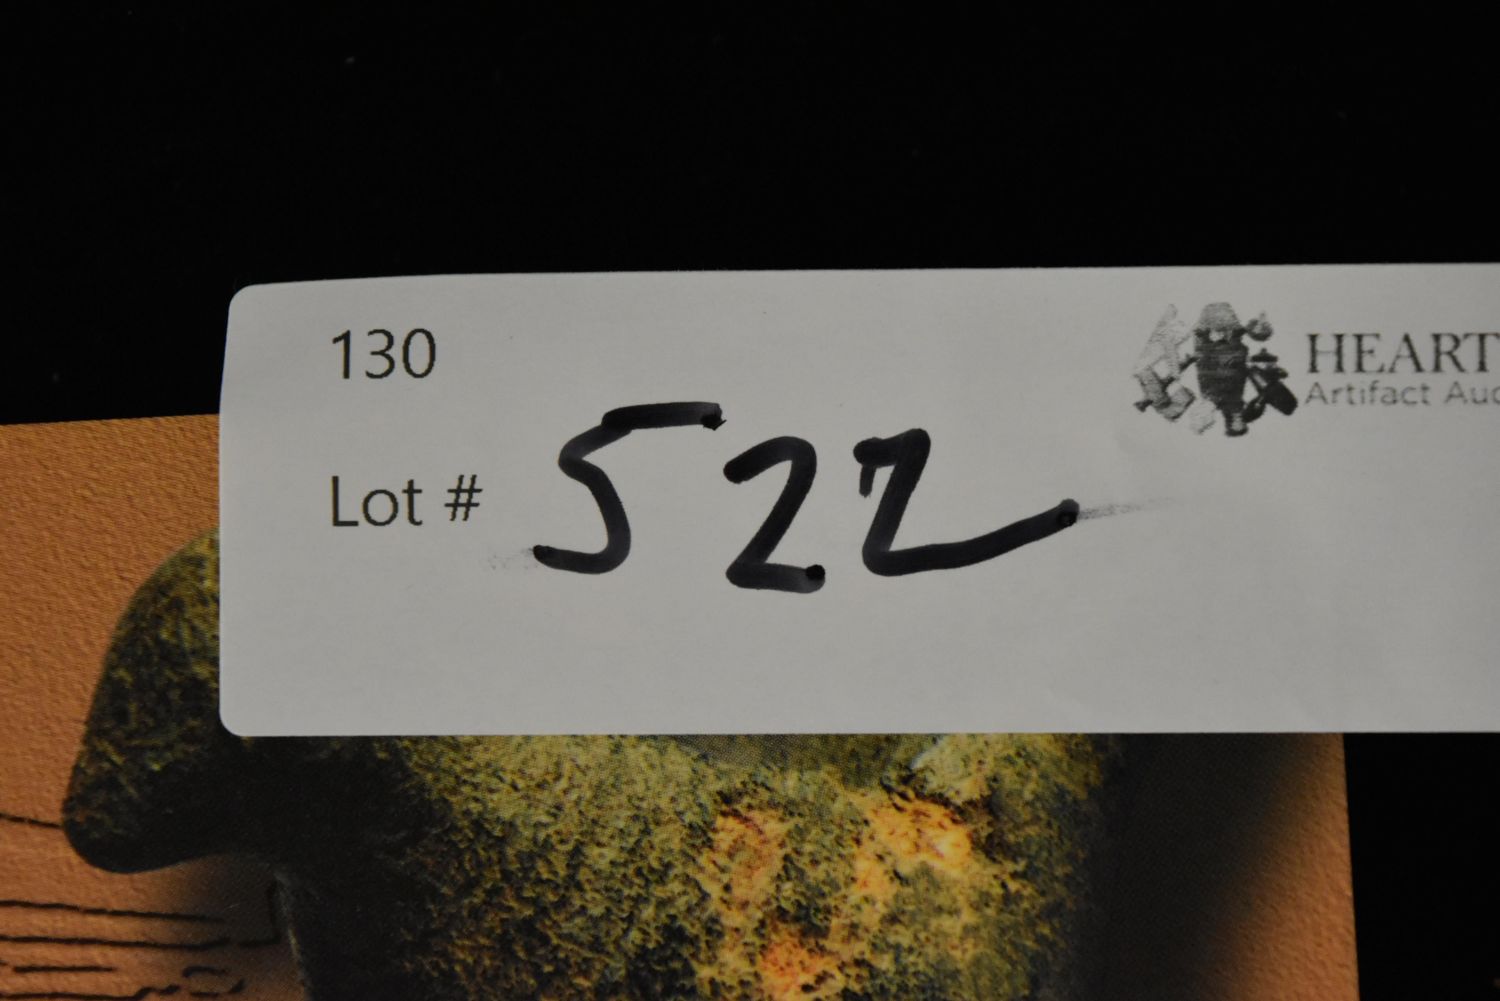 130
HEART
Artifact Auc
Lot # 522